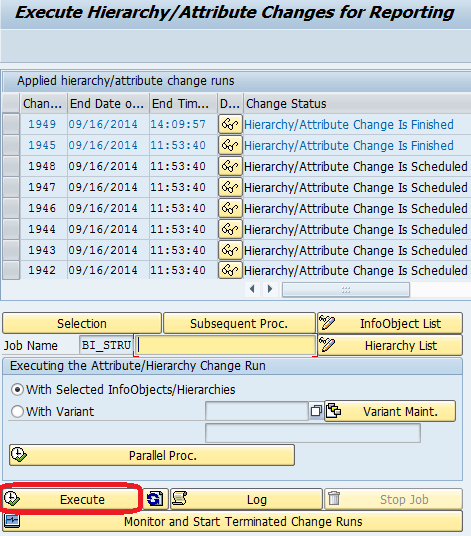 Execute Hierarchy/Attribute Changes for Reporting
Applied hierarchy/attribute change runs
Chan... End Date o... End Tim... D... Change Status
1949 09/16/2014 14:09:57 Hierarchy/Attribute Change Is Finished
1945 09/16/2014 11:53:40 Hierarchy/Attribute Change Is Finished
1948 09/16/2014 11:53:40 Hierarchy/Attribute Change Is Scheduled
1947 09/16/2014 11:53:40 Hierarchy/Attribute Change Is Scheduled
1946 09/16/2014 11:53:40 Hierarchy/Attribute Change Is Scheduled
1944 09/16/2014 11:53:40 Hierarchy/Attribute Change Is Scheduled
1943 09/16/2014 11:53:40 Hierarchy/Attribute Change Is Scheduled
1942 09/16/2014 11:53:40 Hierarchy/Attribute Change Is Scheduled
Selection Subsequent Proc. InfoObject List
Job Name BI_STRU Hierarchy List
Executing the Attribute/Hierarchy Change Run
With Selected InfoObjects/Hierarchies
With Variant Variant Maint.
Parallel Proc.
Execute Log Stop Job
Monitor and Start Terminated Change Runs